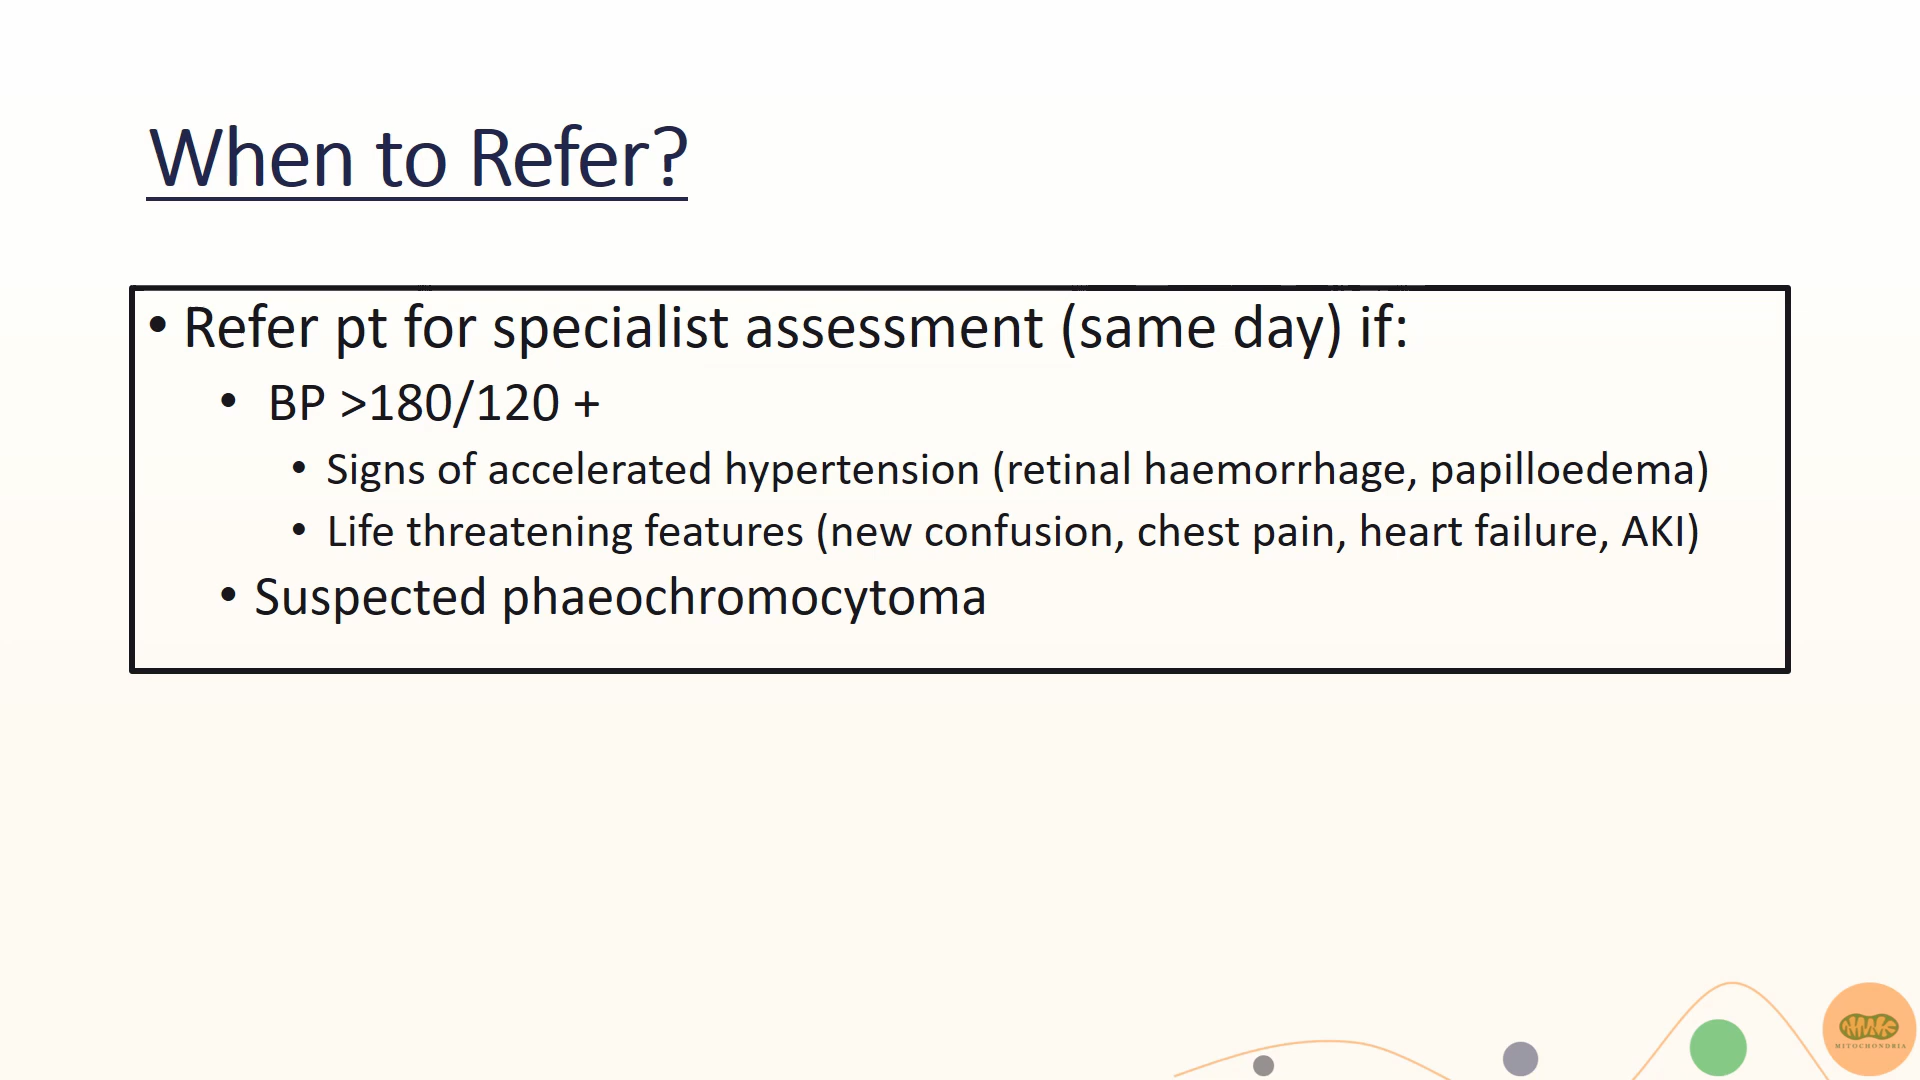 When to Refer?
• Refer pt for specialist assessment (same day) if:
• BP >180/120 +
• Signs of accelerated hypertension (retinal haemorrhage, papilloedema)
• Life threatening features (new confusion, chest pain, heart failure, AKI)
• Suspected phaeochromocytoma
MITOCHONDRIA